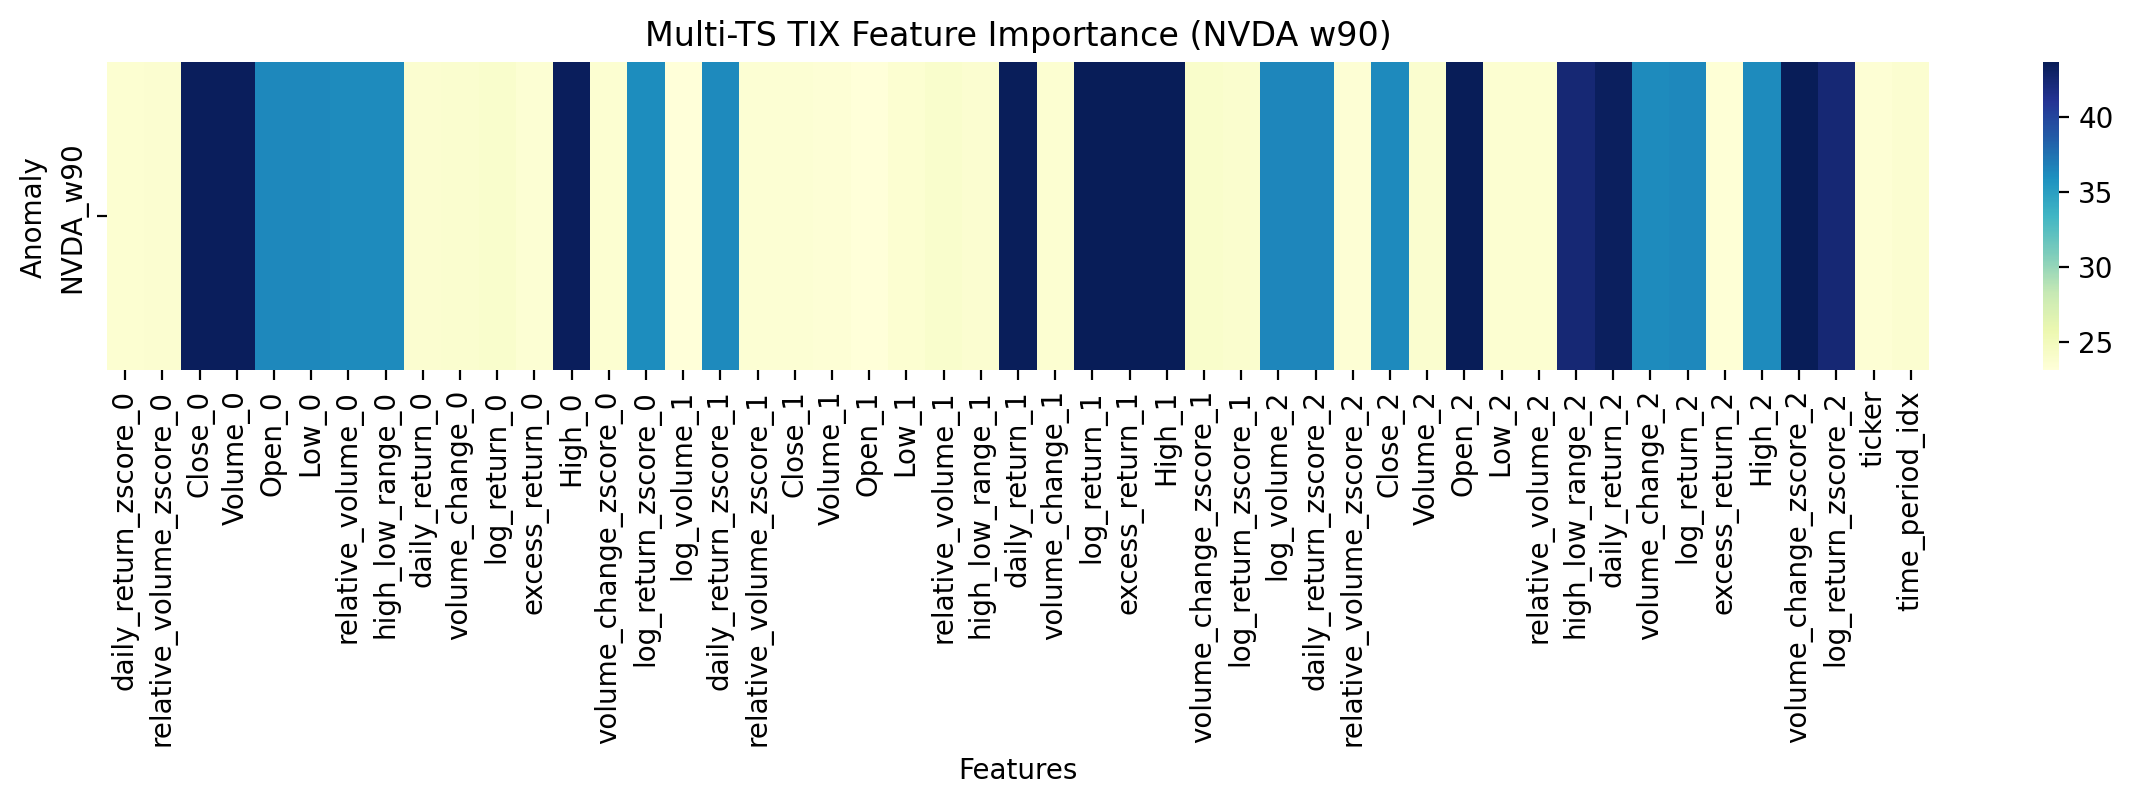 Multi-TS TIX Feature Importance (NVDA w90)
Anomaly
NVDA_w90
40
35
30
25
daily_return_zscore_0
relative_volume_zscore_0
Close_0
Volume_0
Open_0
Low_0
relative_volume_0
high_low_range_0
daily_return_0
volume_change_0
log_return_0
excess_return_0
High_0
volume_change_zscore_0
log_return_zscore_0
log_volume_1
daily_return_zscore_1
relative_volume_zscore_1
Close_1
Volume_1
Open_1
Low_1
relative_volume_1
high_low_range_1
daily_return_1
volume_change_1
log_return_1
excess_return_1
High_1
volume_change_zscore_1
log_return_zscore_1
log_volume_2
daily_return_zscore_2
relative_volume_zscore_2
Close_2
Volume_2
Open_2
Low_2
relative_volume_2
high_low_range_2
daily_return_2
volume_change_2
log_return_2
excess_return_2
High_2
volume_change_zscore_2
log_return_zscore_2
ticker
time_period_idx
Features